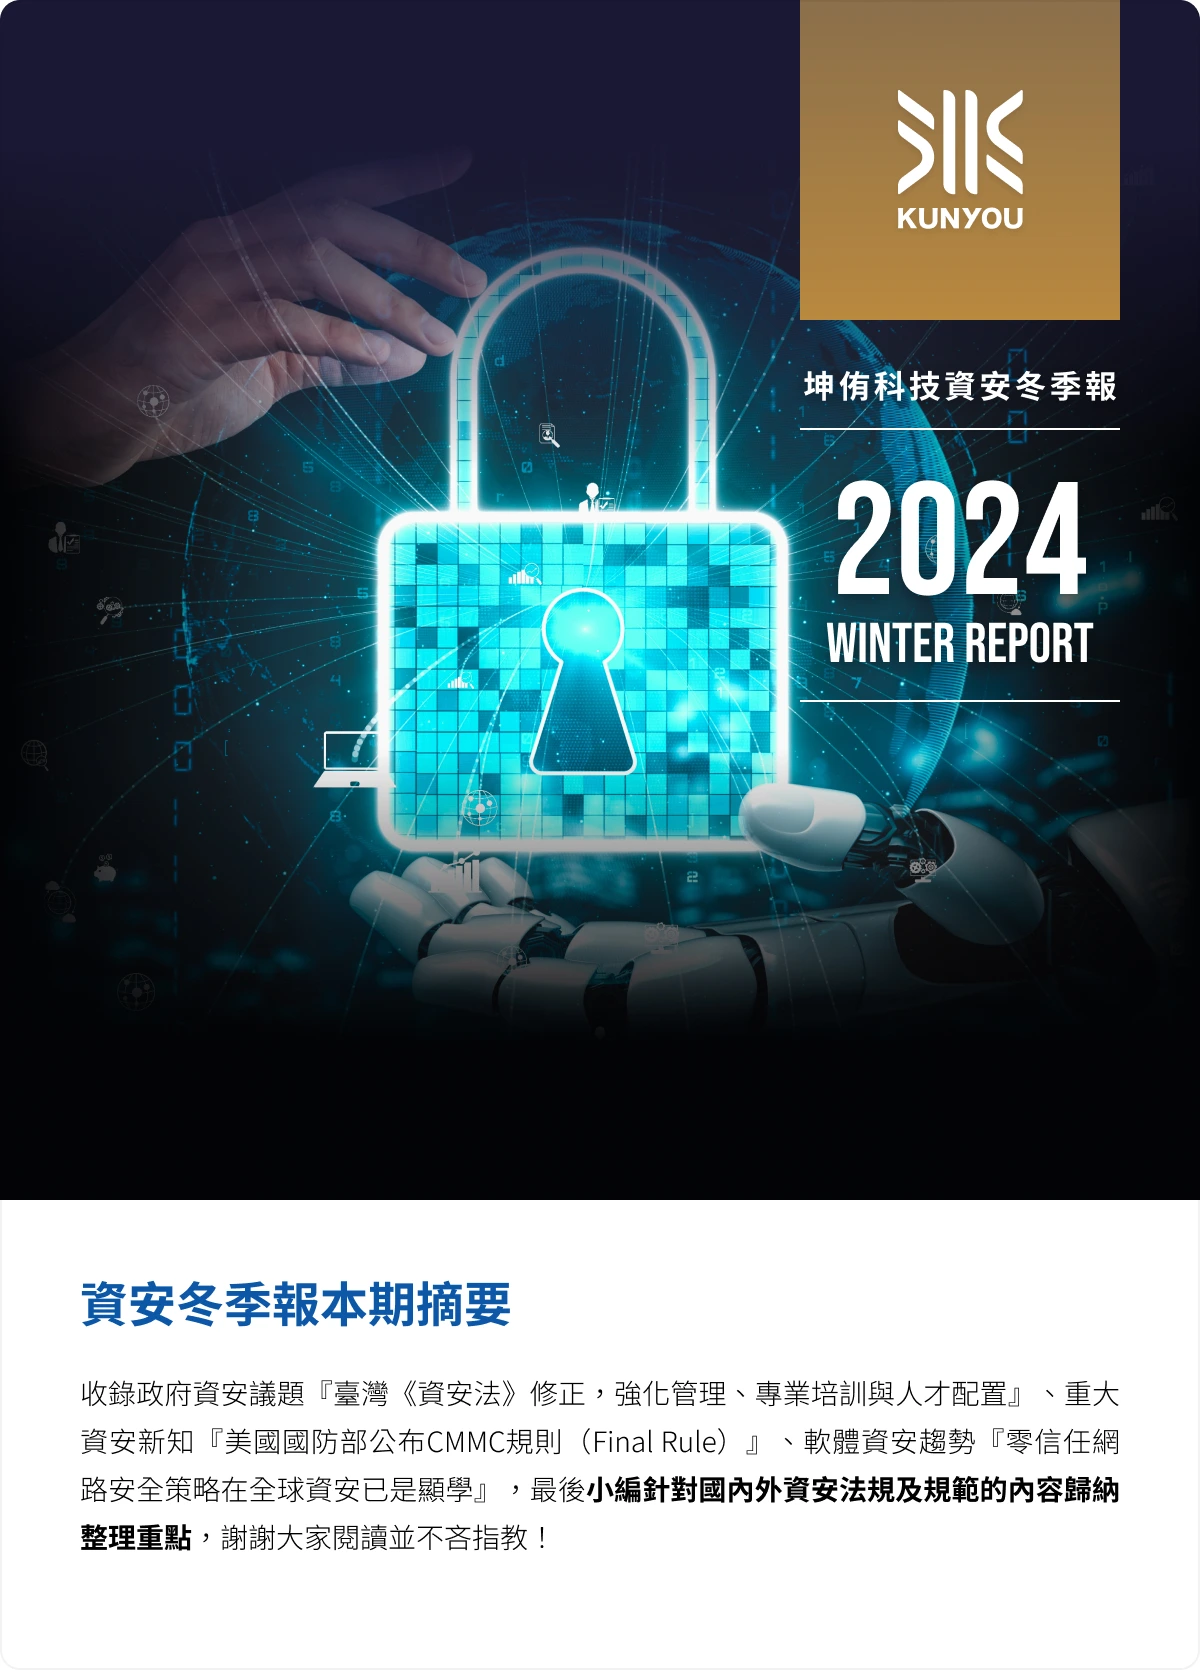 KUNYOU
坤侑科技資安冬季報
2024
WINTER REPORT
資安冬季報本期摘要
收錄政府資安議題『臺灣《資安法》修正，強化管理、專業培訓與人才配置』、重大
資安新知『美國國防部公布CMMC規則（Final Rule）』、軟體資安趨勢『零信任網
路安全策略在全球資安已是顯學』，最後小編針對國內外資安法規及規範的內容歸納
整理重點，謝謝大家閱讀並不吝指教！